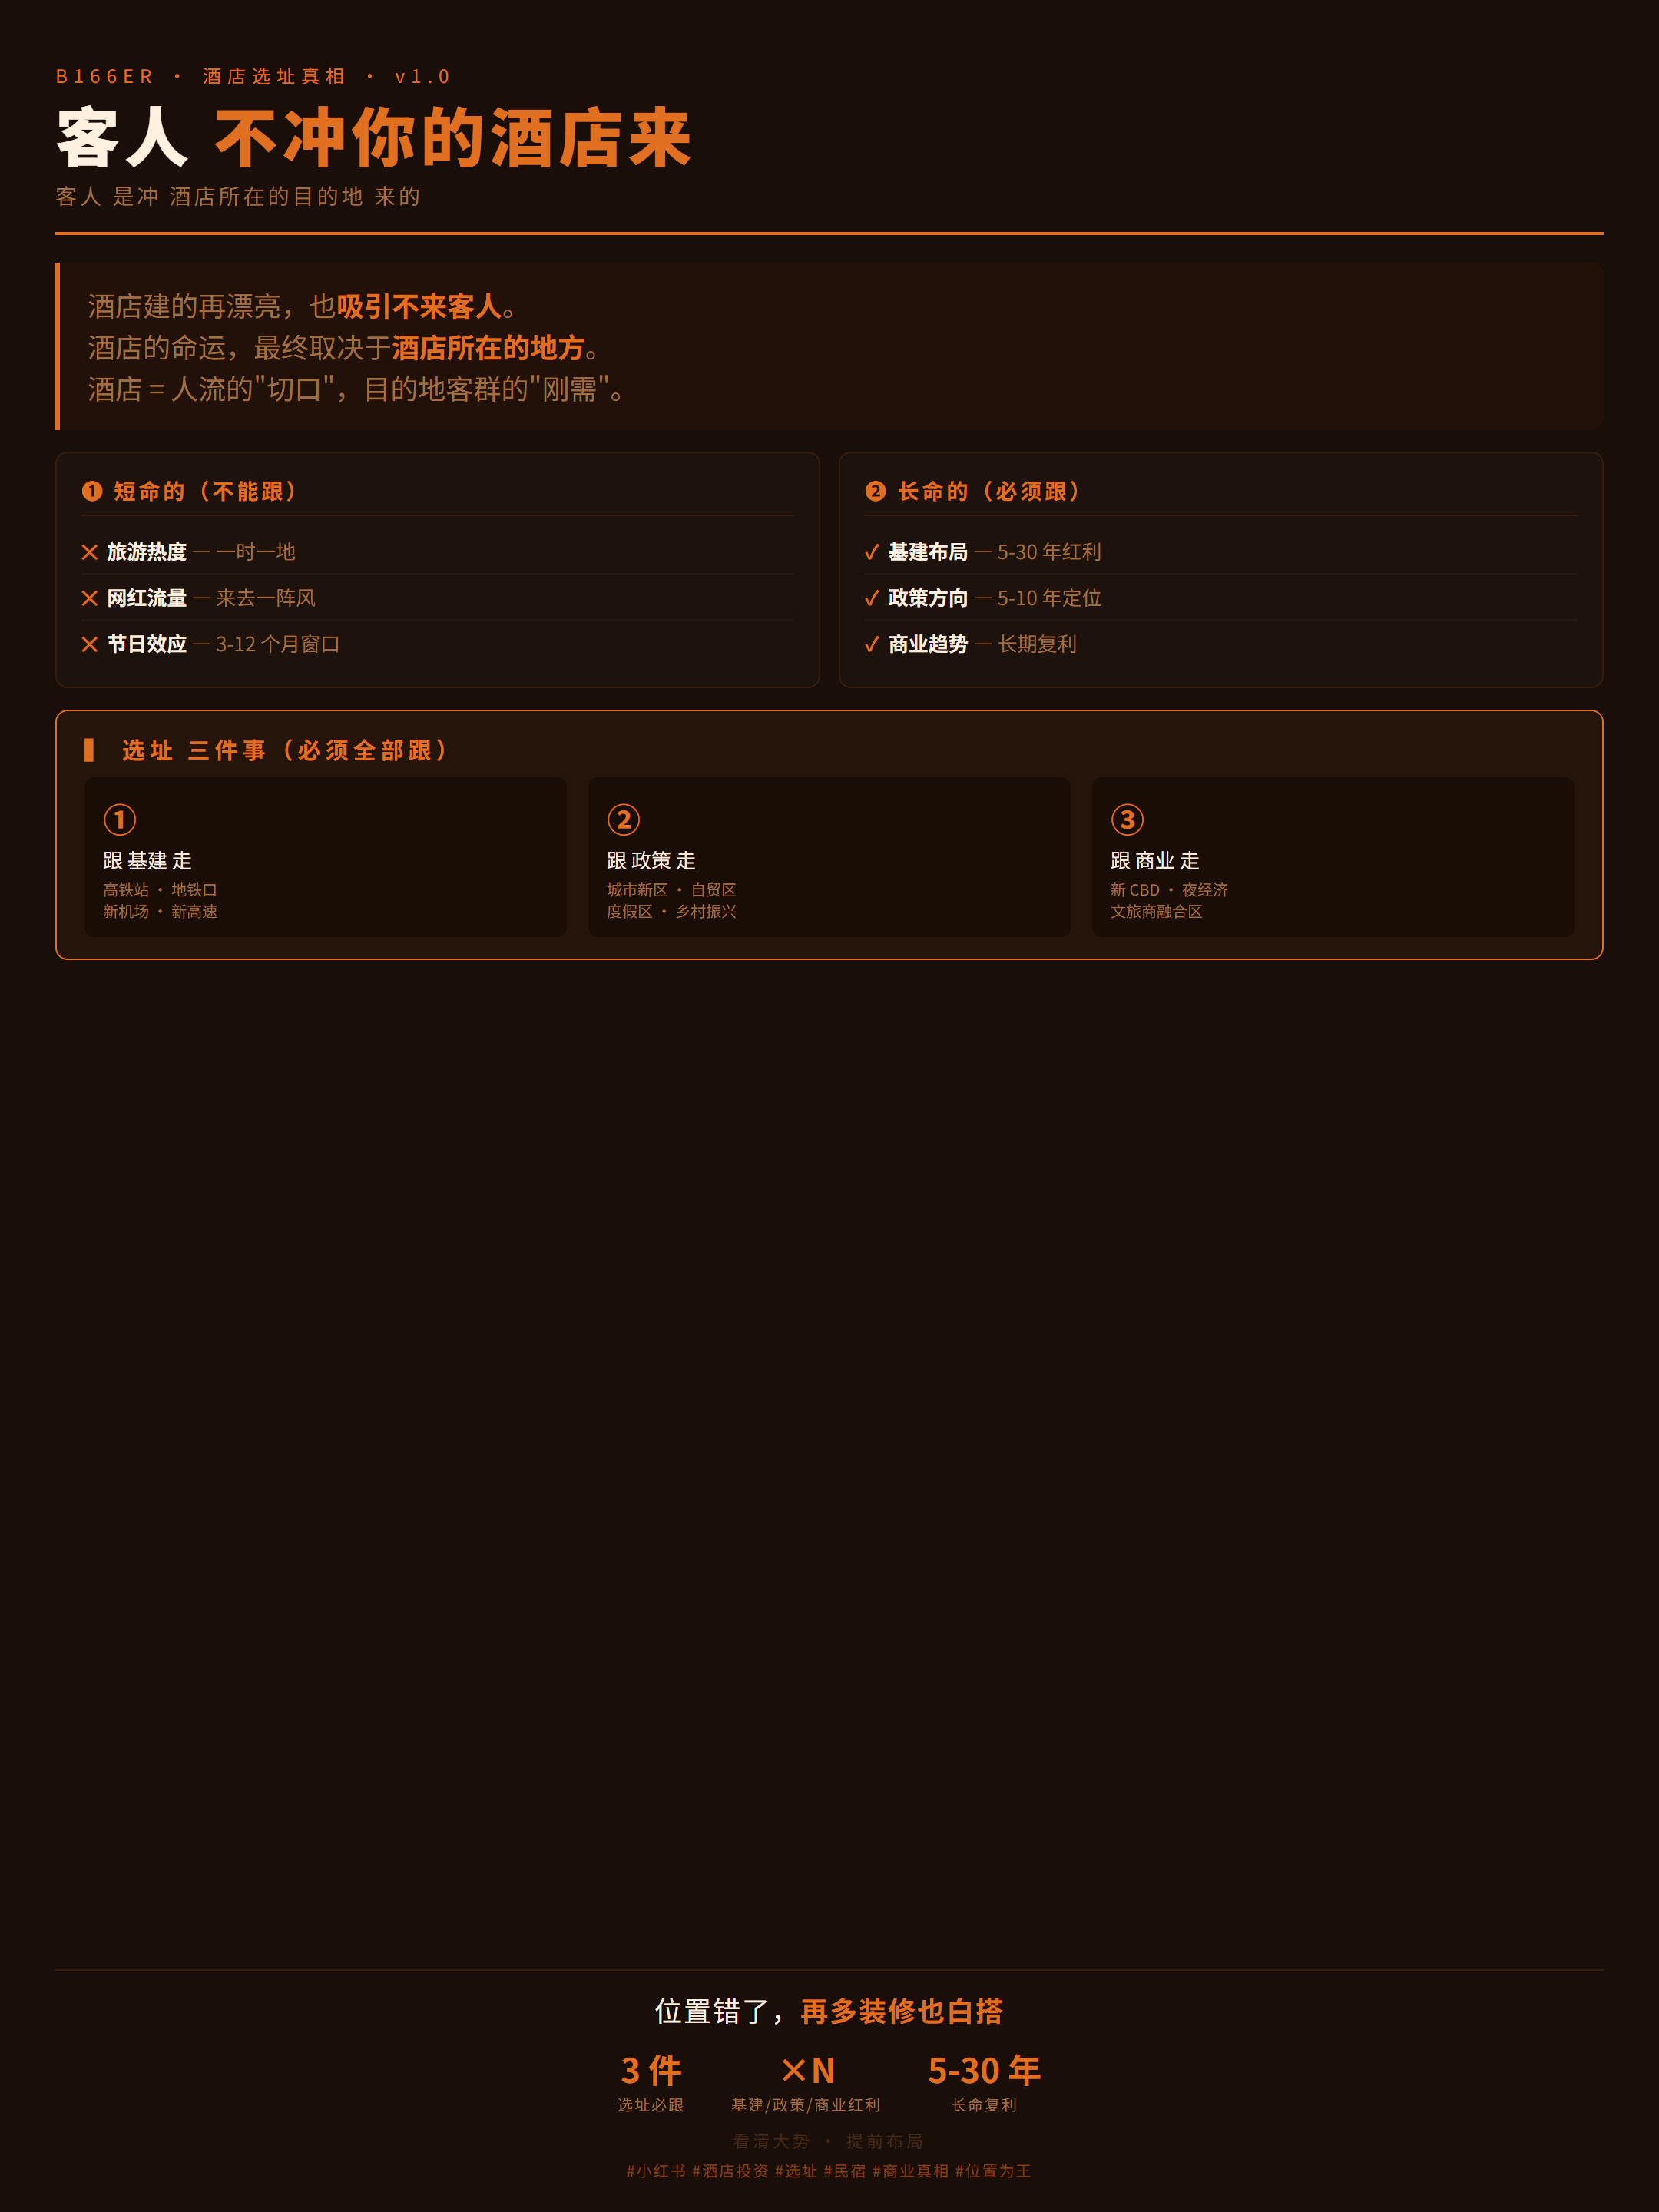 B166ER · 酒店选址真相 · v1.0
客人 不冲你的酒店来
客人 是冲 酒店所在的目的地 来的
酒店建的再漂亮，也吸引不来客人。
酒店的命运，最终取决于酒店所在的地方。
酒店 = 人流的"切口"，目的地客群的"刚需"。
❶ 短命的（不能跟）
✕ 旅游热度 — 一时一地
✕ 网红流量 — 来去一阵风
✕ 节日效应 — 3-12 个月窗口
❷ 长命的（必须跟）
✓ 基建布局 — 5-30 年红利
✓ 政策方向 — 5-10 年定位
✓ 商业趋势 — 长期复利
▌ 选址 三件事（必须全部跟）
①
跟 基建 走
高铁站 · 地铁口
新机场 · 新高速
②
跟 政策 走
城市新区 · 自贸区
度假区 · 乡村振兴
③
跟 商业 走
新 CBD · 夜经济
文旅商融合区
位置错了，再多装修也白搭
3 件
选址必跟
×N
基建/政策/商业红利
5-30 年
长命复利
看清大势 · 提前布局
#小红书 #酒店投资 #选址 #民宿 #商业真相 #位置为王